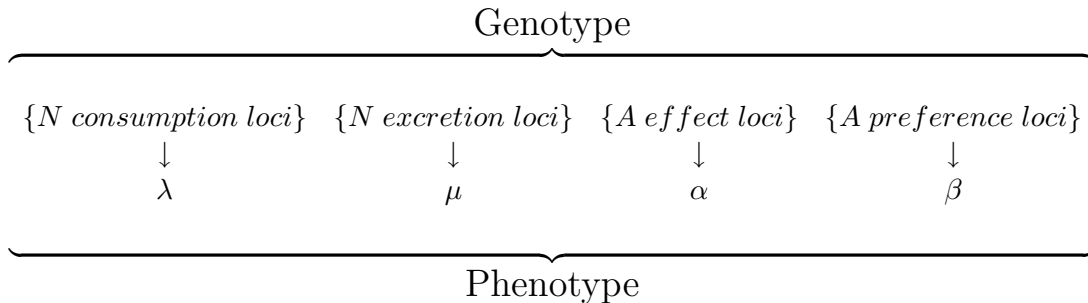 Genotype
{N consumption loci} {N excretion loci} {A effect loci} {A preference loci}
↓ ↓ ↓ ↓
λ μ α β
Phenotype